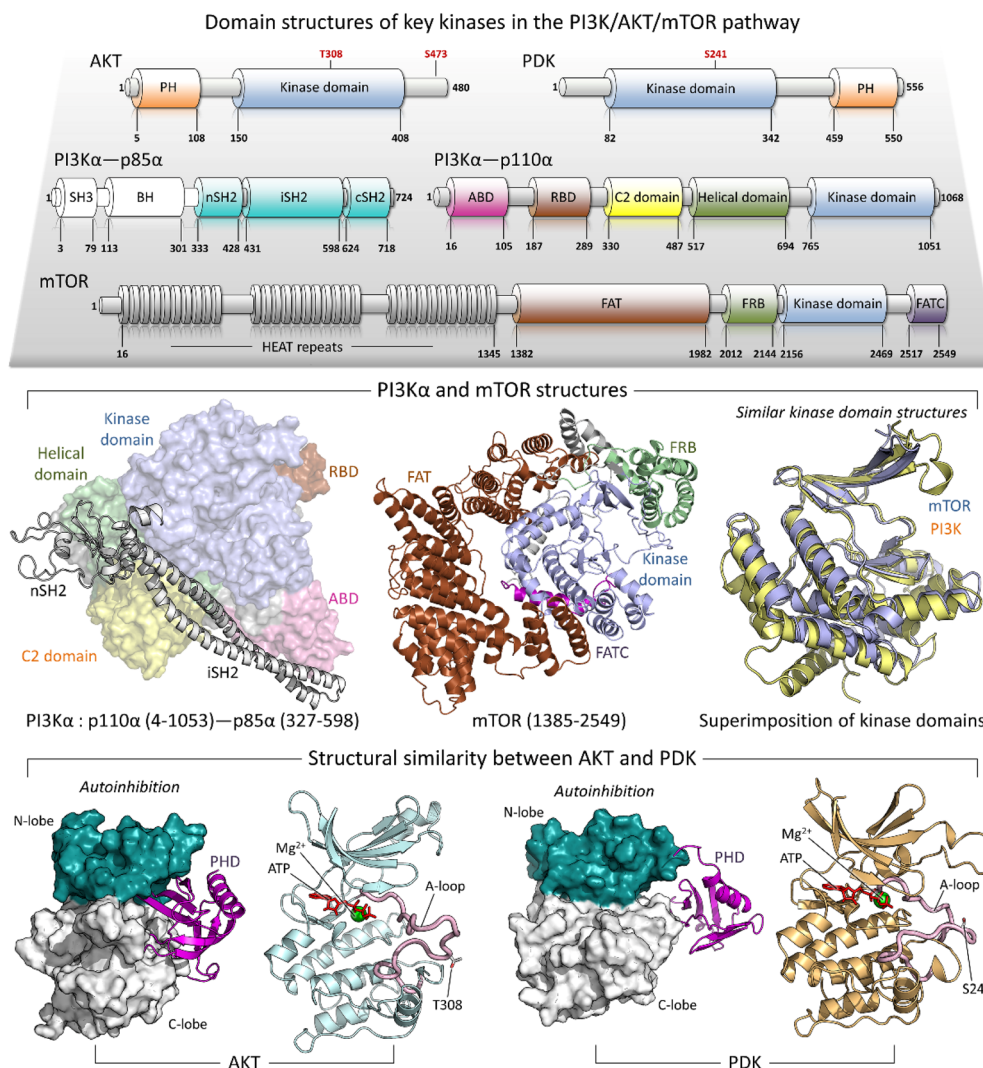 Domain structures of key kinases in the PI3K/AKT/mTOR pathway
T308 S473 S241
AKT PDK
1 PH Kinase domain 480 1 Kinase domain PH 556
5 108 150 408 82 342 459 550
PI3Kα—p85α PI3Kα—p110α
1 SH3 BH nSH2 iSH2 cSH2 724 1 ABD RBD C2 domain Helical domain Kinase domain 1068
3 79 113 301 333 428 431 598 624 718 16 105 187 289 330 487 517 694 765 1051
mTOR
1 FAT FRB Kinase domain FATC
16 HEAT repeats 1345 1382 1982 2012 2144 2156 2469 2517 2549
PI3Kα and mTOR structures
Kinase domain
Helical domain
RBD
nSH2
ABD
C2 domain
iSH2
PI3Kα : p110α (4-1053)—p85α (327-598)
FAT
FRB
Kinase domain
FATC
mTOR (1385-2549)
Similar kinase domain structures
mTOR
PI3K
Superimposition of kinase domains
Structural similarity between AKT and PDK
Autoinhibition
N-lobe
PHD
C-lobe
Mg2+
ATP
A-loop
T308
AKT
Autoinhibition
N-lobe
PHD
C-lobe
Mg2+
ATP
A-loop
S24
PDK